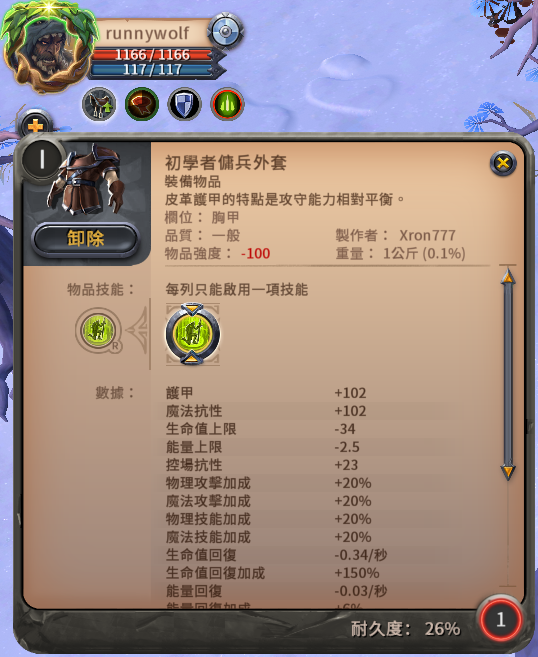 runnywolf
1166/1166
117/117
I
初學者傭兵外套
裝備物品
皮革護甲的特點是攻守能力相對平衡。
欄位： 胸甲
品質： 一般 製作者： Xron777
物品強度： -100 重量： 1公斤 (0.1%)
卸除
物品技能： 每列只能啟用一項技能
R
數據： 護甲 +102
魔法抗性 +102
生命值上限 -34
能量上限 -2.5
控場抗性 +23
物理攻擊加成 +20%
魔法攻擊加成 +20%
物理技能加成 +20%
魔法技能加成 +20%
生命值回復 -0.34/秒
生命值回復加成 +150%
能量回復 -0.03/秒
能量回復加成 +6%
耐久度： 26% 1